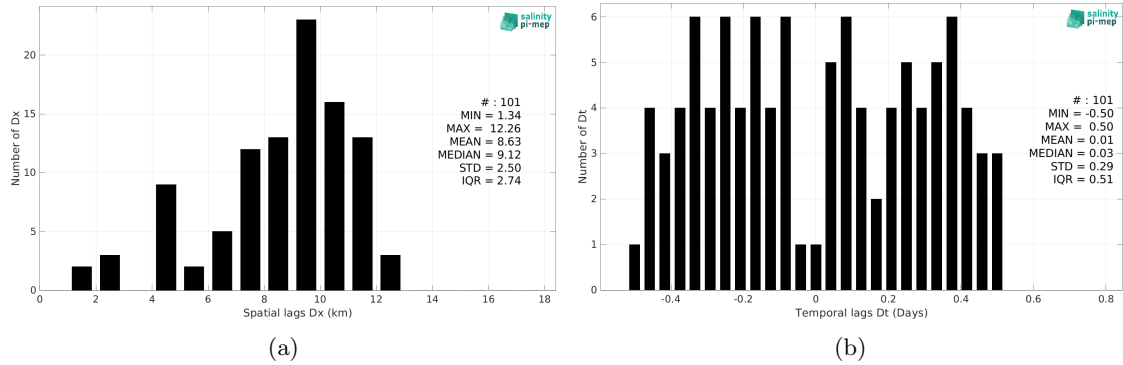 salinity
pi-mep
# : 101
MIN = 1.34
MAX = 12.26
MEAN = 8.63
MEDIAN = 9.12
STD = 2.50
IQR = 2.74
Number of Dx
20
15
10
5
0
0 2 4 6 8 10 12 14 16 18
Spatial lags Dx (km)
(a)
salinity
pi-mep
# : 101
MIN = -0.50
MAX = 0.50
MEAN = 0.01
MEDIAN = 0.03
STD = 0.29
IQR = 0.51
Number of Dt
6
5
4
3
2
1
0
-0.4 -0.2 0 0.2 0.4 0.6 0.8
Temporal lags Dt (Days)
(b)